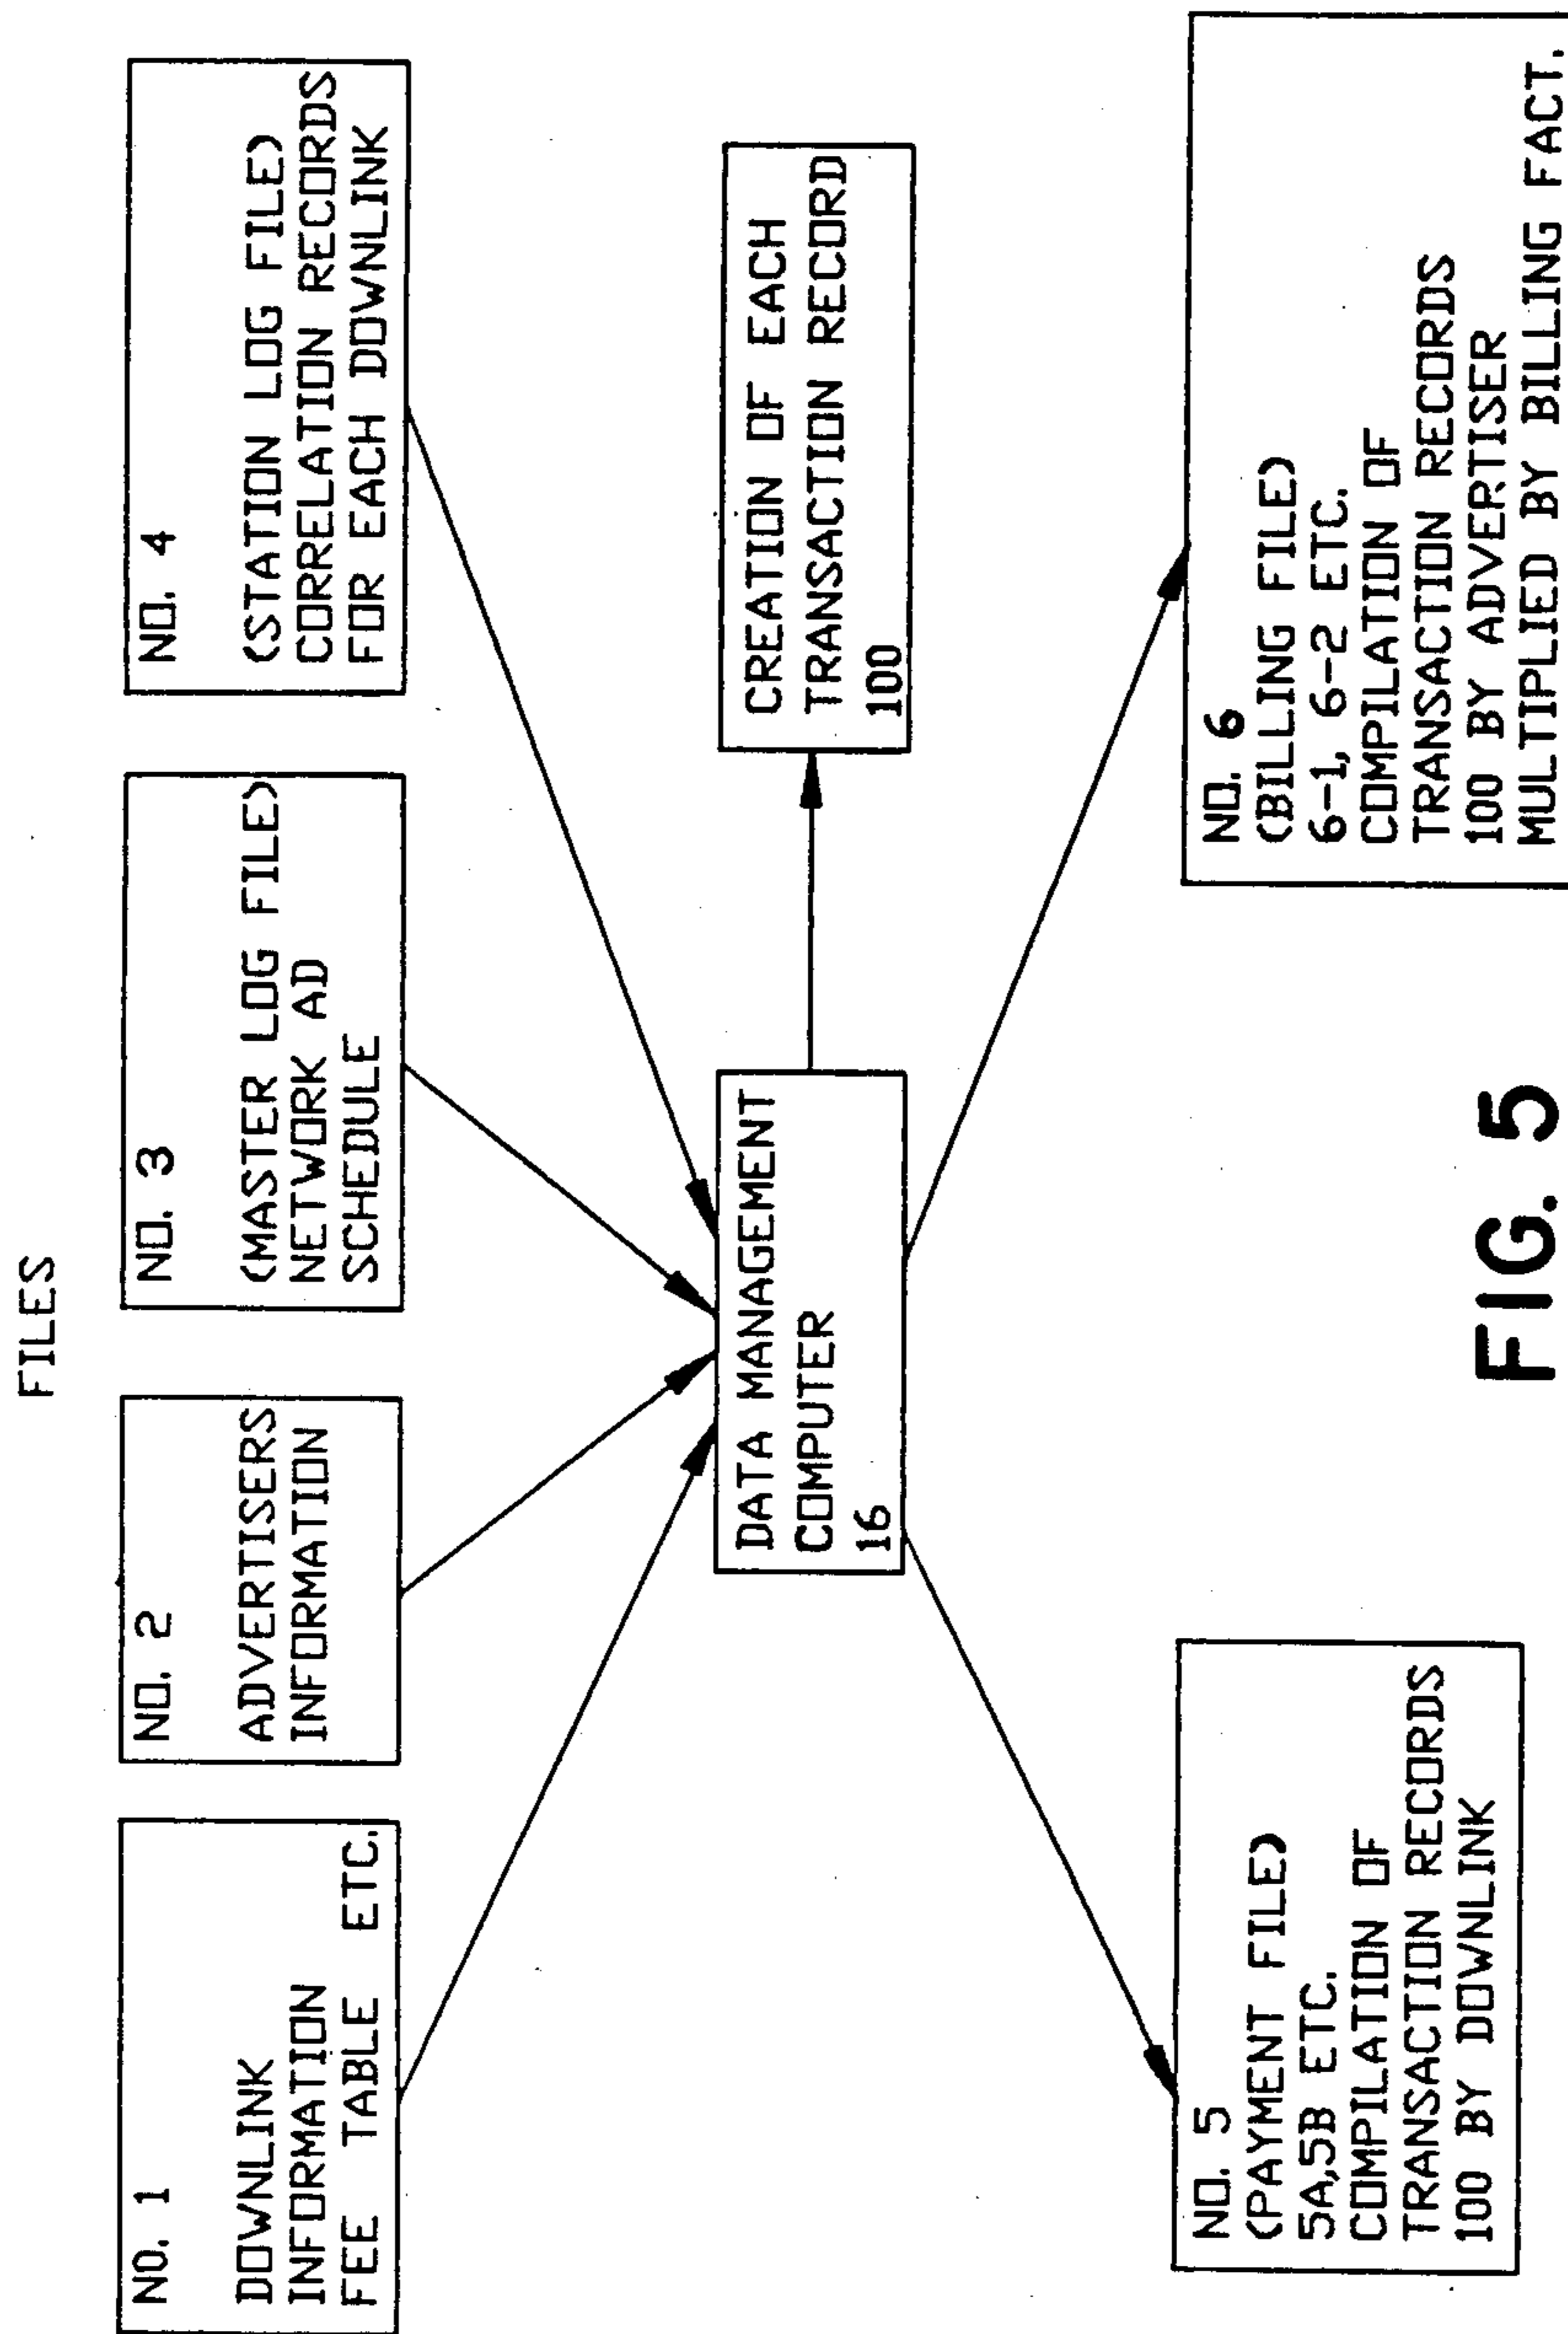 FILES
NO. 1
DOWNLINK
INFORMATION
FEE TABLE ETC.
NO. 2
ADVERTISERS
INFORMATION
NO. 3
(MASTER LOG FILE)
NETWORK AD
SCHEDULE
NO. 4
(STATION LOG FILE)
CORRELATION RECORDS
FOR EACH DOWNLINK
DATA MANAGEMENT
COMPUTER
16
CREATION OF EACH
TRANSACTION RECORD
100
NO. 5
(PAYMENT FILE)
5A,5B ETC.
COMPILATION OF
TRANSACTION RECORDS
100 BY DOWNLINK
NO. 6
(BILLING FILE)
6-1, 6-2 ETC.
COMPILATION OF
TRANSACTION RECORDS
100 BY ADVERTISER
MULTIPLIED BY BILLING FACT.
FIG. 5